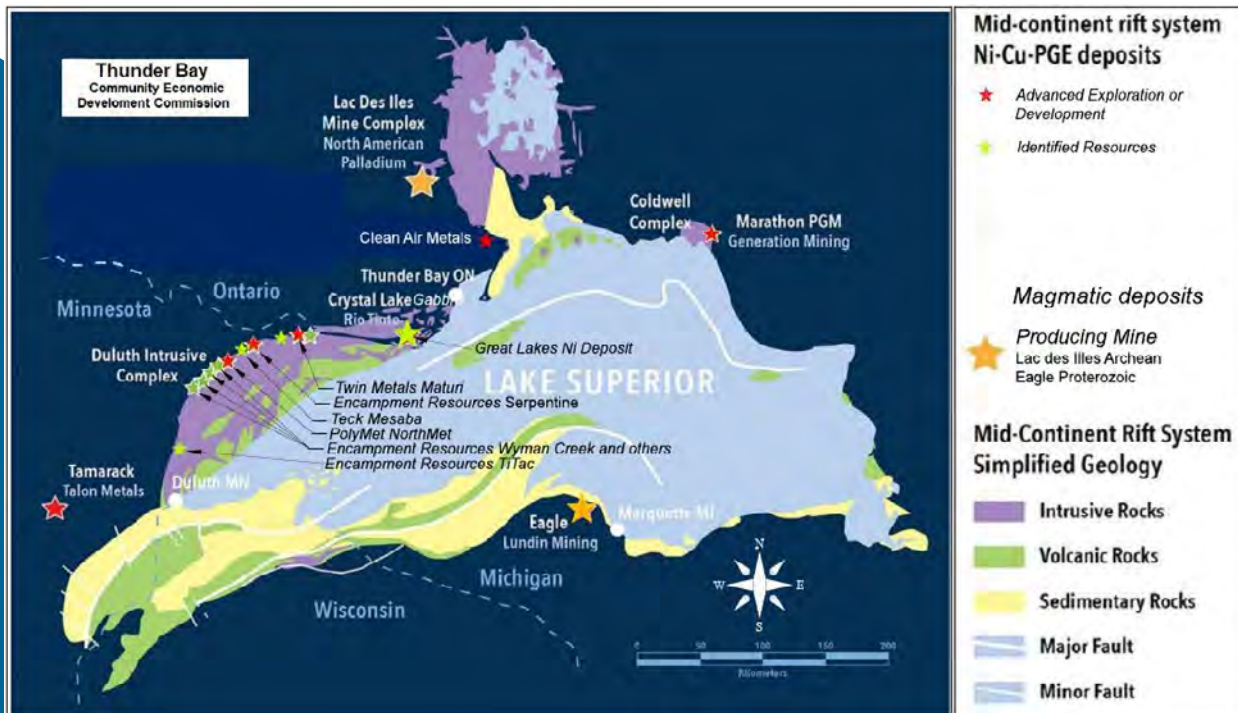 Thunder Bay
Community Economic
Develoment Commission
Lac Des Iles
Mine Complex
North American
Palladium
Coldwell
Complex
Marathon PGM
Generation Mining
Clean Air Metals
Thunder Bay ON
Ontario
Minnesota
Crystal Lake Gabbr
Rio Tinto
Great Lakes Ni Deposit
Duluth Intrusive
Complex
LAKE SUPERIOR
Twin Metals Maturi
Encampment Resources Serpentine
Teck Mesaba
PolyMet NorthMet
Encampment Resources Wyman Creek and others
Encampment Resources TiTac
Tamarack
Talon Metals
Duluth MN
Eagle
Lundin Mining
Marquette MI
Michigan
Wisconsin
N
W E
S
0 50 100 150 200
Kilometers
Mid-continent rift system
Ni-Cu-PGE deposits
Advanced Exploration or
Development
Identified Resources
Magmatic deposits
Producing Mine
Lac des Illes Archean
Eagle Proterozoic
Mid-Continent Rift System
Simplified Geology
Intrusive Rocks
Volcanic Rocks
Sedimentary Rocks
Major Fault
Minor Fault